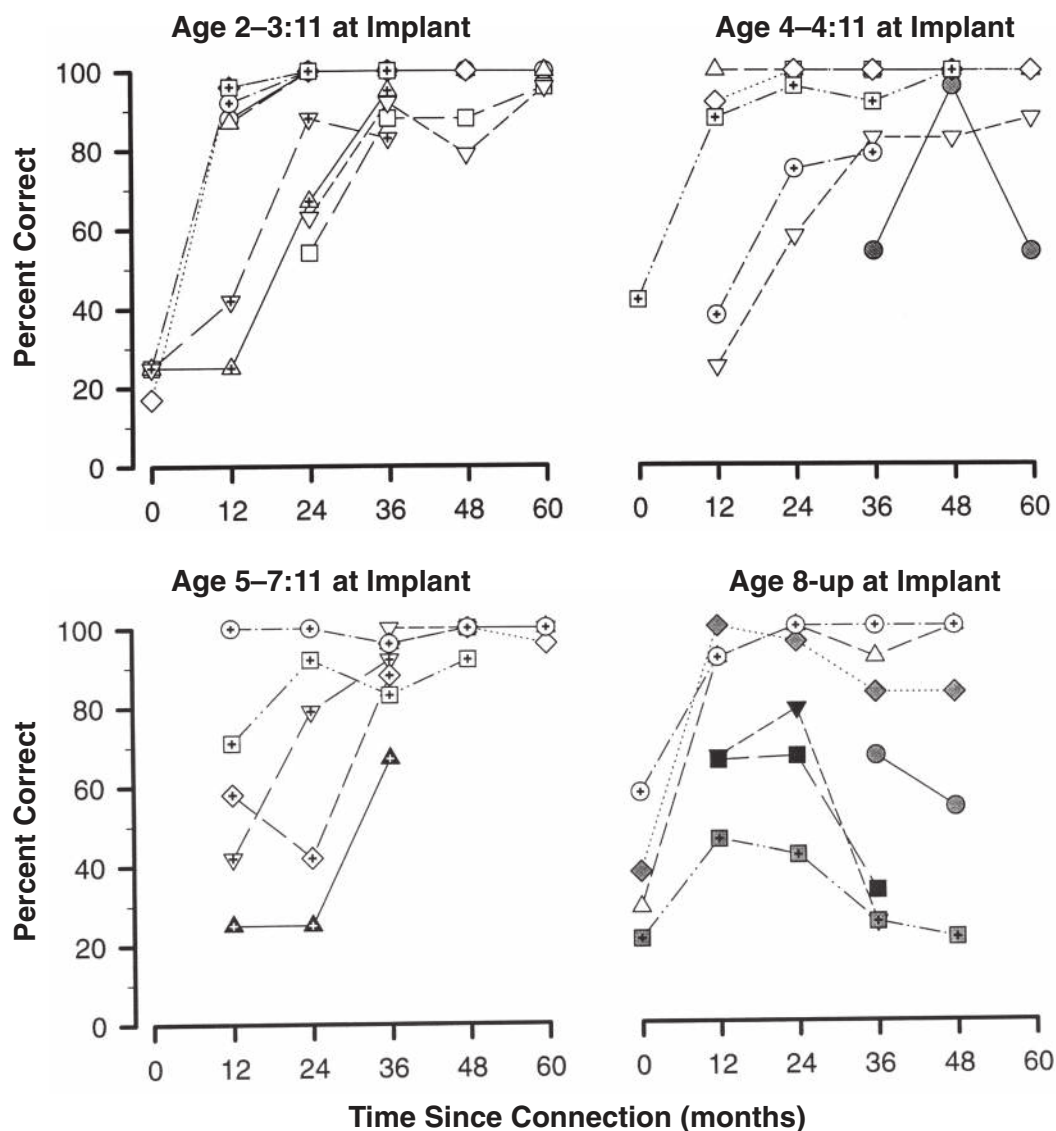 Age 2–3:11 at Implant
Age 4–4:11 at Implant
Percent Correct
100
80
60
40
20
0
0 12 24 36 48 60
0 12 24 36 48 60
Age 5–7:11 at Implant
Age 8-up at Implant
Percent Correct
100
80
60
40
20
0
0 12 24 36 48 60
0 12 24 36 48 60
Time Since Connection (months)